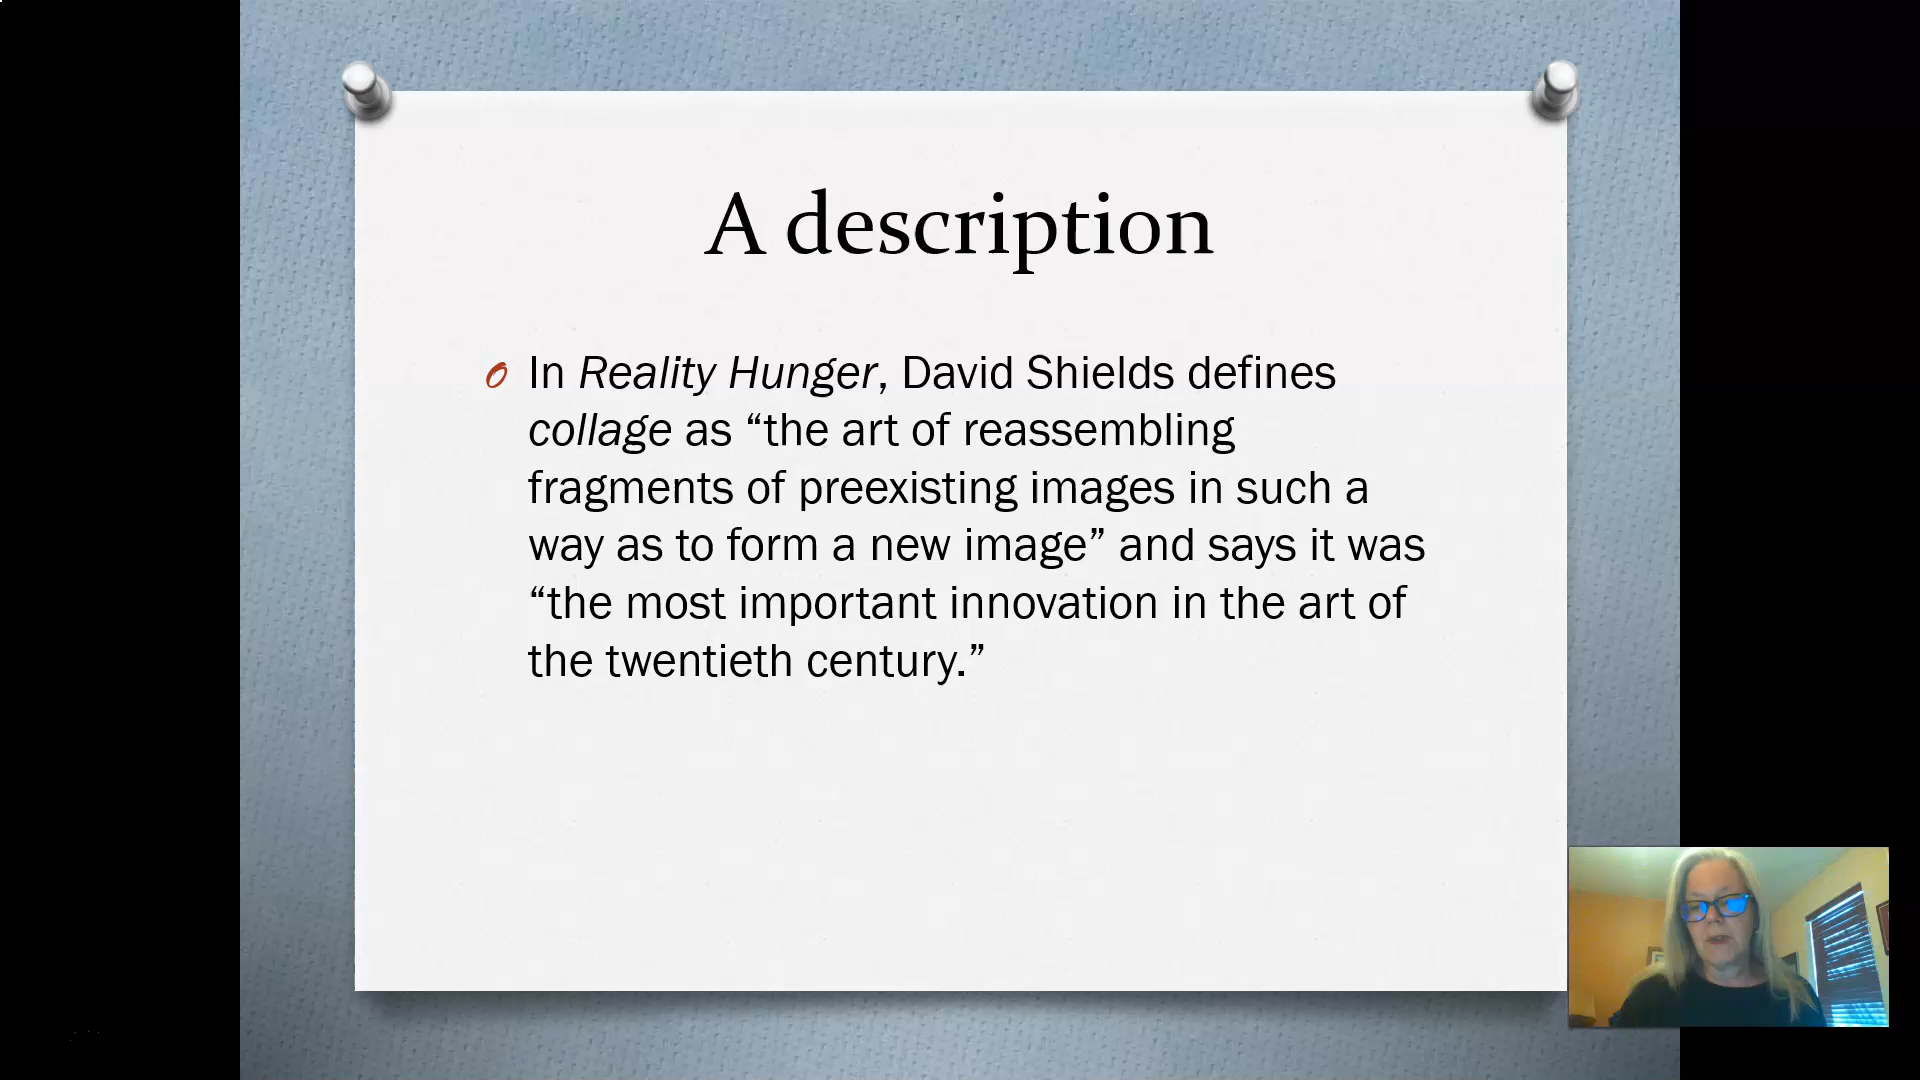 A description
In Reality Hunger, David Shields defines
collage as “the art of reassembling
fragments of preexisting images in such a
way as to form a new image” and says it was
“the most important innovation in the art of
the twentieth century.”